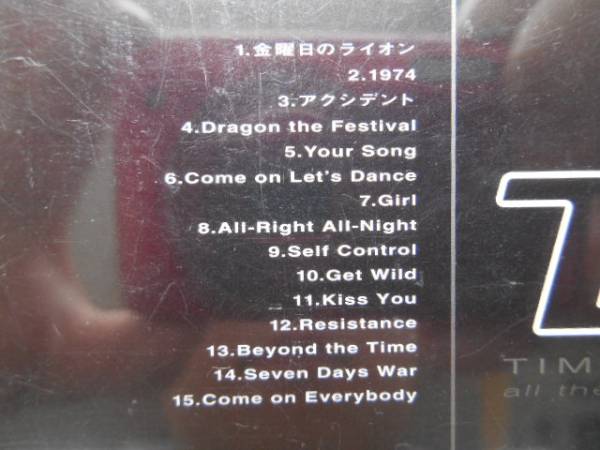 1.金曜日のライオン
2.1974
3.アクシデント
4.Dragon the Festival
5.Your Song
6.Come on Let's Dance
7.Girl
8.All-Right All-Night
9.Self Control
10.Get Wild
11.Kiss You
12.Resistance
13.Beyond the Time
14.Seven Days War
15.Come on Everybody
T
TIM
all the